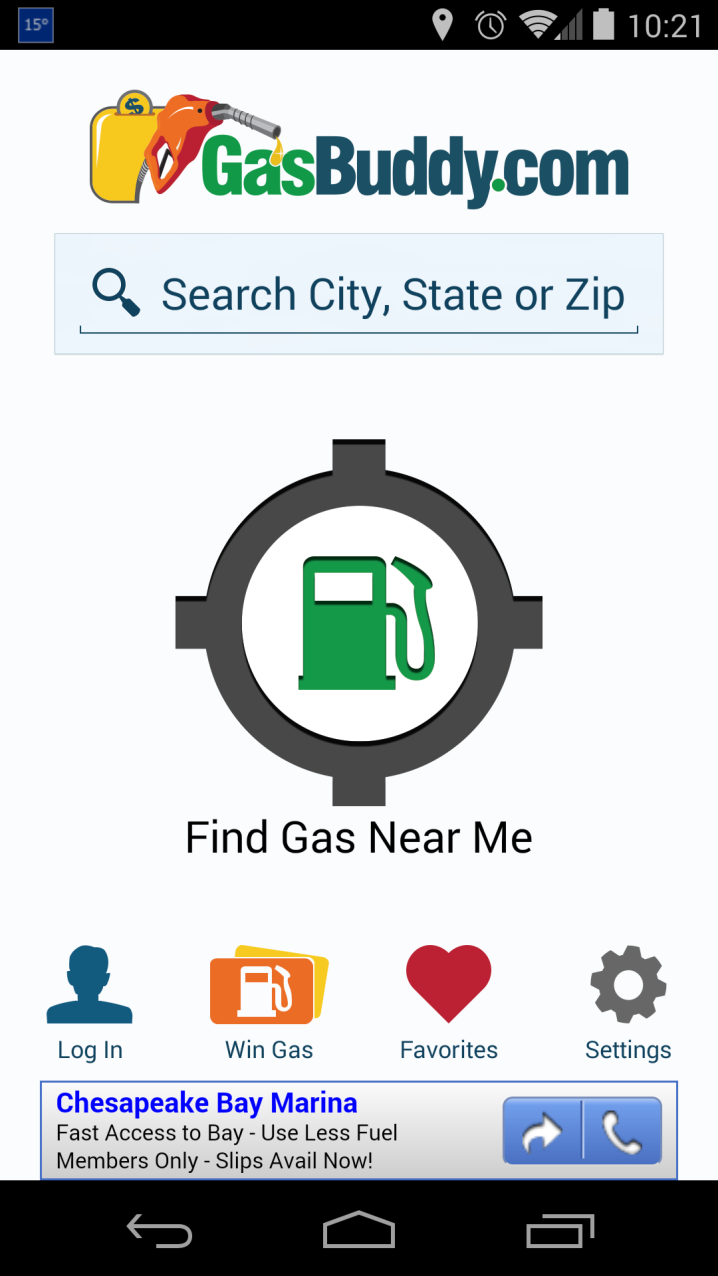 15°
10:21
GasBuddy.com
Search City, State or Zip
Find Gas Near Me
Log In
Win Gas
Favorites
Settings
Chesapeake Bay Marina
Fast Access to Bay - Use Less Fuel
Members Only - Slips Avail Now!